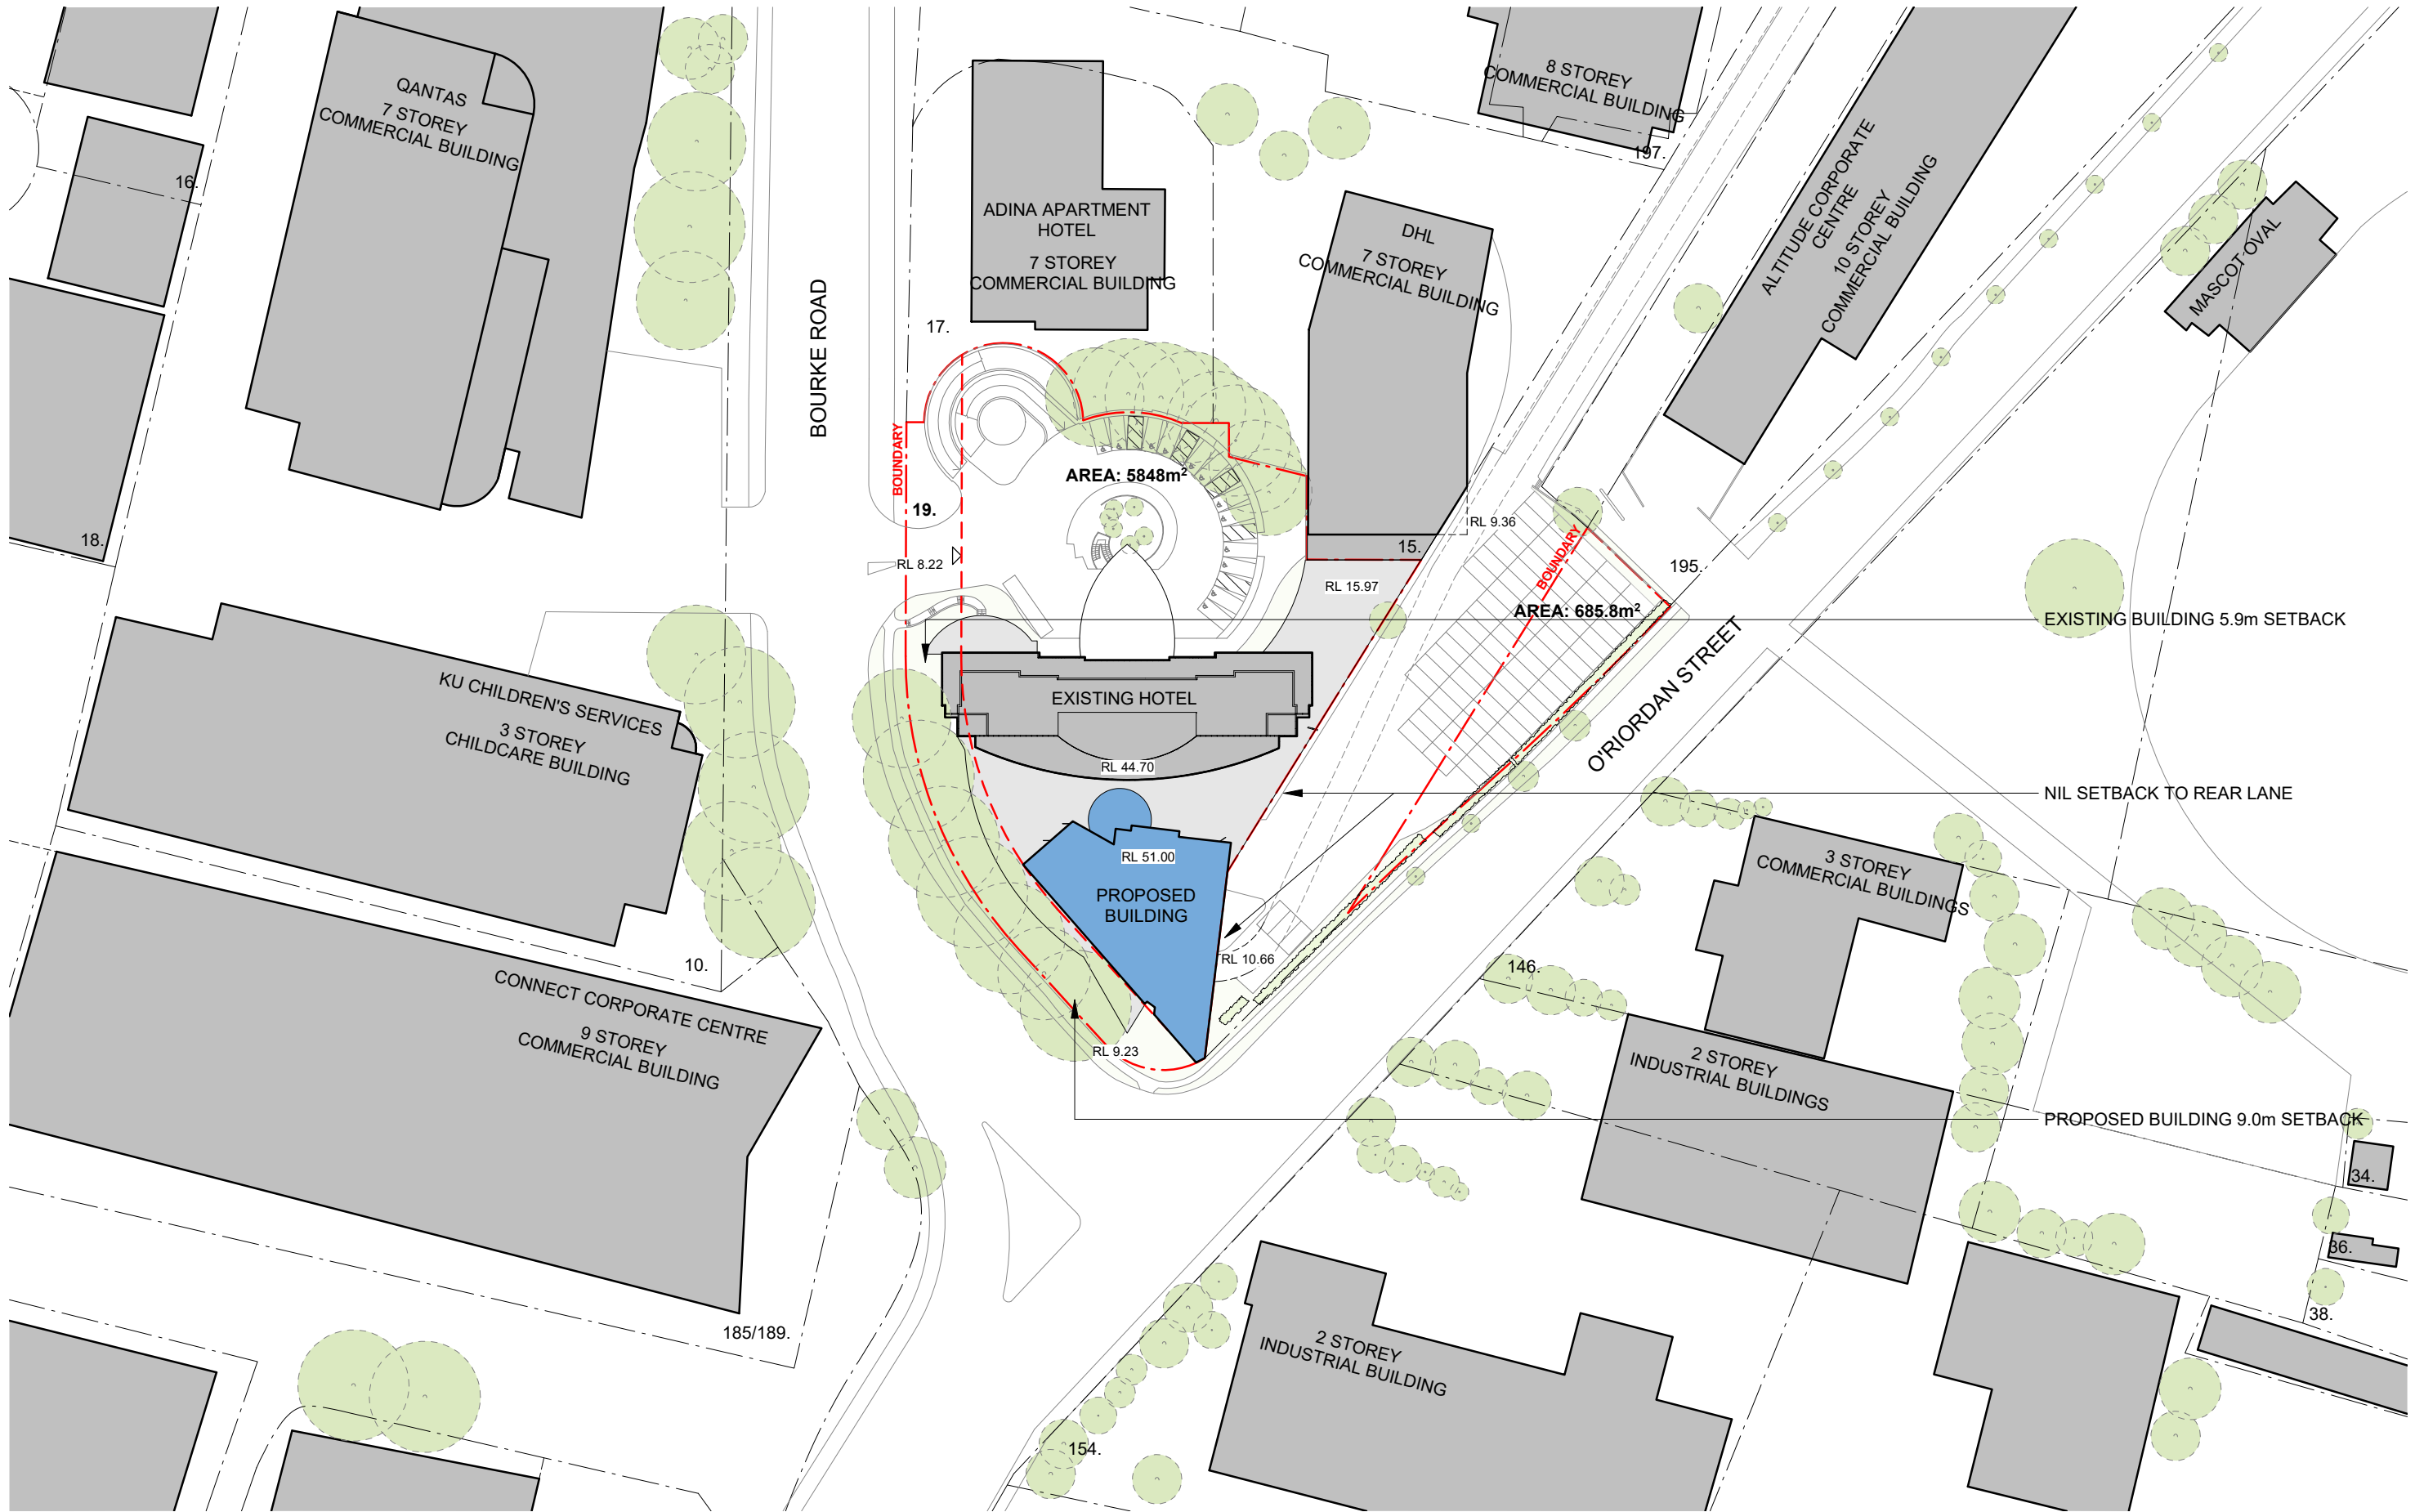 QANTAS
7 STOREY
COMMERCIAL BUILDING
8 STOREY
COMMERCIAL BUILDING
197.
16.
ADINA APARTMENT
HOTEL
7 STOREY
COMMERCIAL BUILDING
DHL
7 STOREY
COMMERCIAL BUILDING
ALTITUDE CORPORATE
CENTRE
10 STOREY
COMMERCIAL BUILDING
MASCOT OVAL
BOURKE ROAD
17.
BOUNDARY
AREA: 5848m²
19.
18.
RL 8.22
RL 9.36
15.
RL 15.97
BOUNDARY
195.
AREA: 685.8m²
EXISTING BUILDING 5.9m SETBACK
O'RIORDAN STREET
KU CHILDREN'S SERVICES
3 STOREY
CHILDCARE BUILDING
EXISTING HOTEL
RL 44.70
NIL SETBACK TO REAR LANE
RL 51.00
PROPOSED
BUILDING
3 STOREY
COMMERCIAL BUILDINGS
10.
RL 10.66
146.
CONNECT CORPORATE CENTRE
9 STOREY
COMMERCIAL BUILDING
RL 9.23
2 STOREY
INDUSTRIAL BUILDINGS
PROPOSED BUILDING 9.0m SETBACK
34.
36.
38.
185/189.
2 STOREY
INDUSTRIAL BUILDING
154.